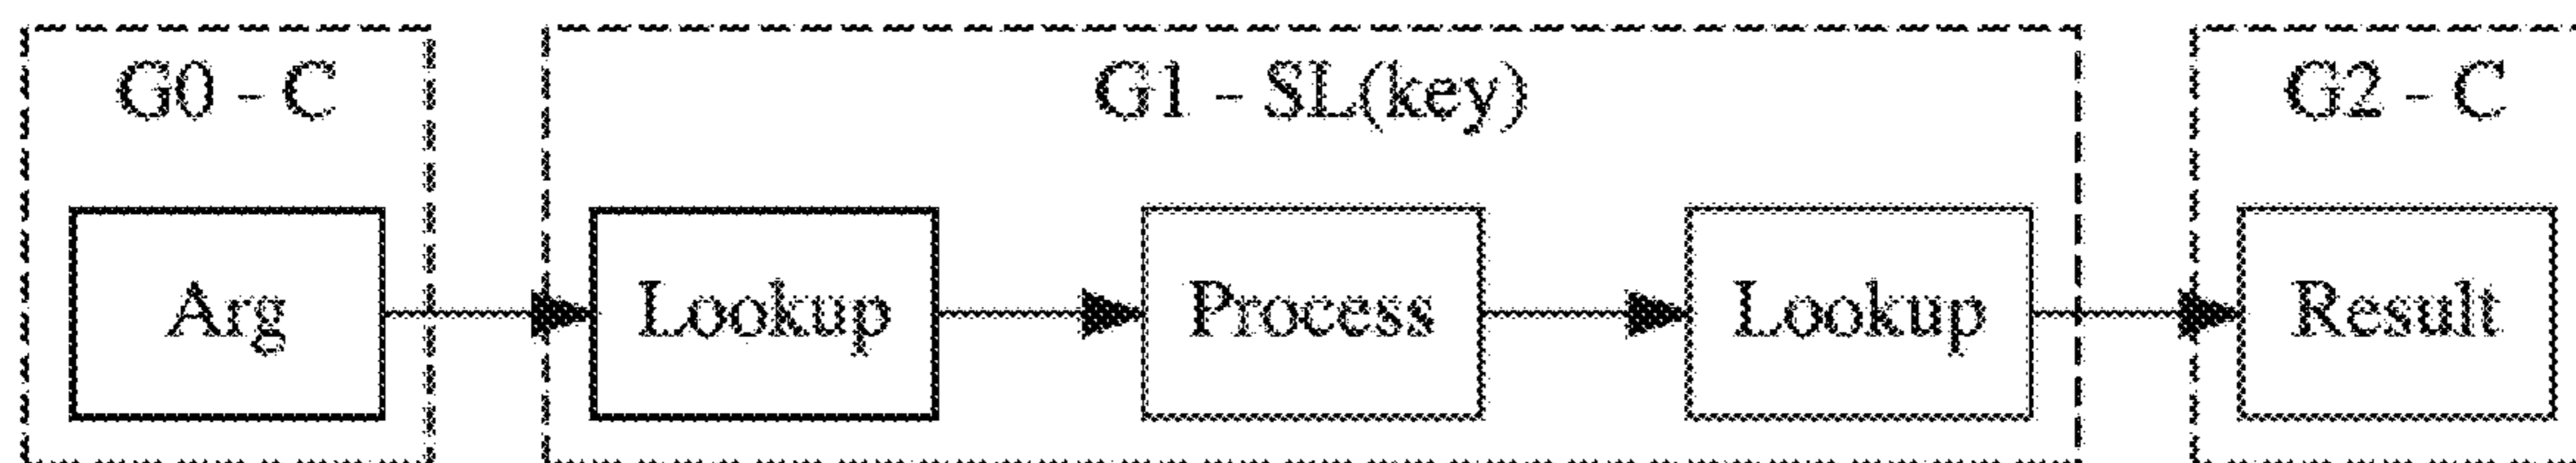 G0 - C
G1 - SL(key)
G2 - C
Arg
Lookup
Process
Lookup
Result